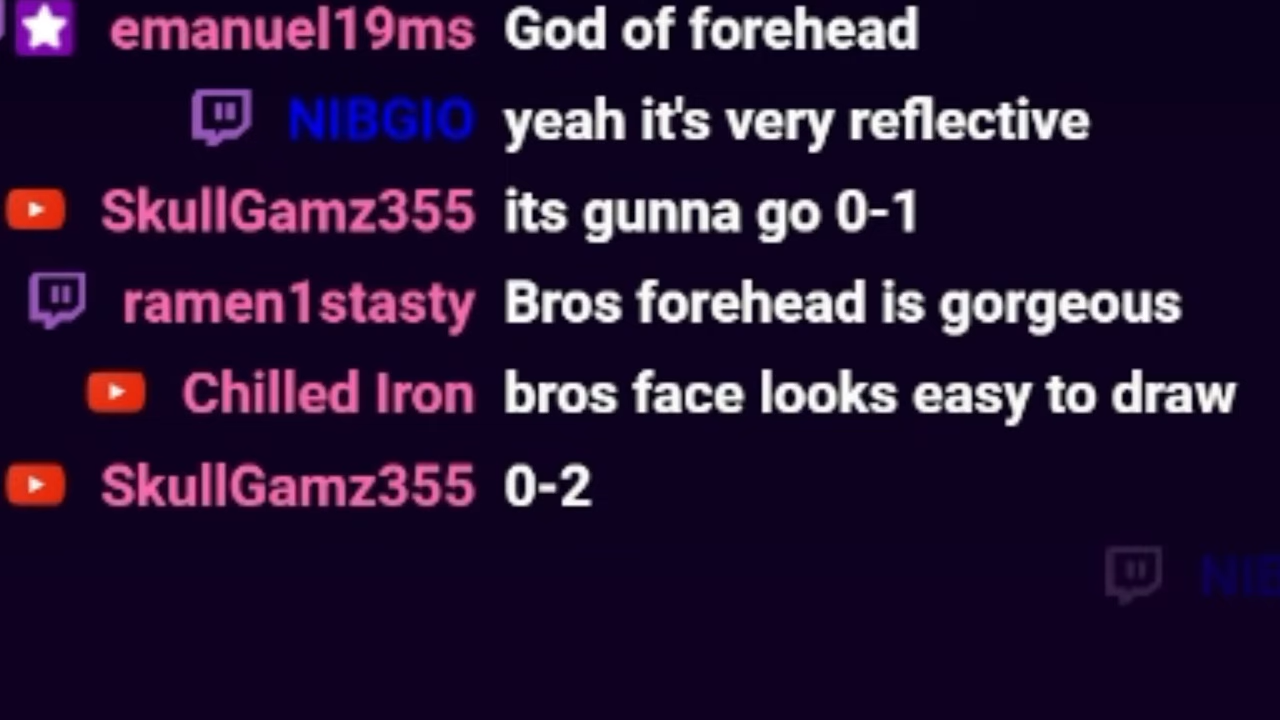 emanuel19ms God of forehead
NIBGIO yeah it's very reflective
SkullGamz355 its gunna go 0-1
ramen1stasty Bros forehead is gorgeous
Chilled Iron bros face looks easy to draw
SkullGamz355 0-2